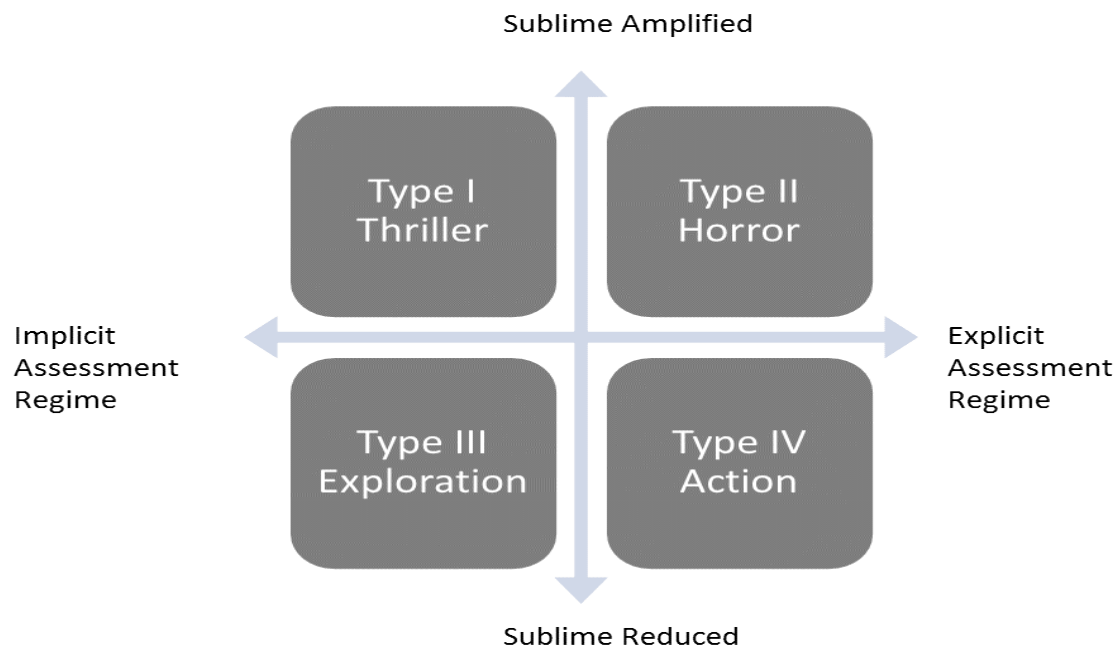 Sublime Amplified
Type I
Thriller
Type II
Horror
Implicit
Assessment
Regime
Explicit
Assessment
Regime
Type III
Exploration
Type IV
Action
Sublime Reduced